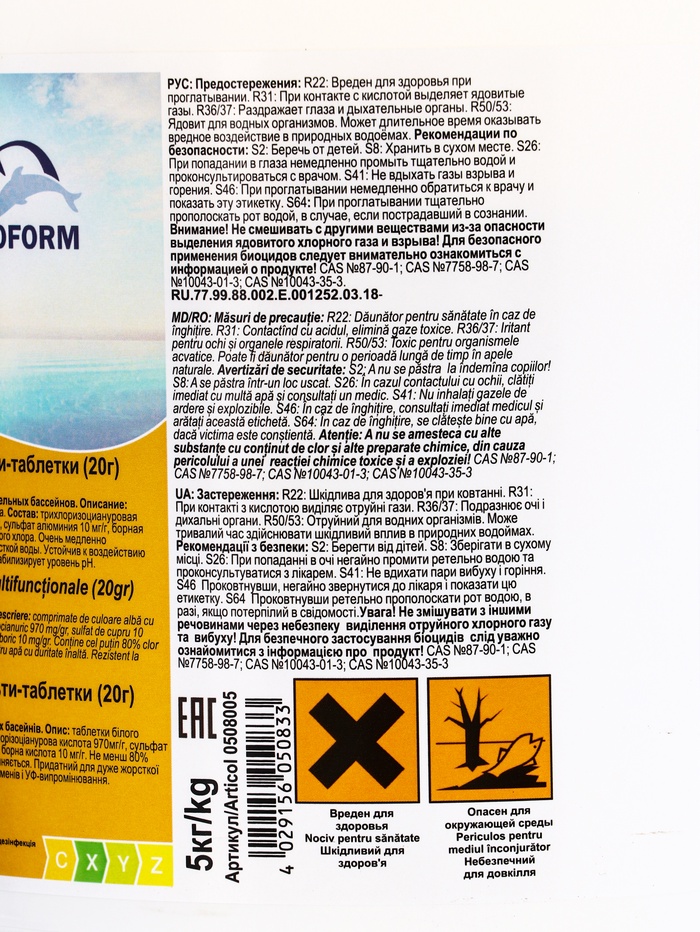 OFORM
и-таблетки (20г)
ельных бассейнов. Описание:
а. Состав: трихлоризоциануровая
, сульфат алюминия 10 мг/г, борная
ого хлора. Очень медленно
сткой воды. Устойчив к воздействию
абилизирует уровень pH.
ltifuncționale (20gr)
escriere: comprimate de culoare albă cu
ocianuric 970 mg/gr, sulfat de cupru 10
boric 10 mg/gr. Conține cel puțin 80% clor
ru apă cu duritate înaltă. Rezistent la
ти-таблетки (20г)
х басейнів. Опис: таблетки білого
орізоціанурова кислота 970мг/г, сульфат
борна кислота 10 мг/г. Не менш 80%
няється. Придатний для дуже жорсткої
менів і УФ-випромінювання.
дезінфекція
C X Y Z
РУС: Предостережения: R22: Вреден для здоровья при
проглатывании. R31: При контакте с кислотой выделяет ядовитые
газы. R36/37: Раздражает глаза и дыхательные органы. R50/53:
Ядовит для водных организмов. Может длительное время оказывать
вредное воздействие в природных водоёмах. Рекомендации по
безопасности: S2: Беречь от детей. S8: Хранить в сухом месте. S26:
При попадании в глаза немедленно промыть тщательно водой и
проконсультироваться с врачом. S41: Не вдыхать газы взрыва и
горения. S46: При проглатывании немедленно обратиться к врачу и
показать эту этикетку. S64: При проглатывании тщательно
прополоскать рот водой, в случае, если пострадавший в сознании.
Внимание! Не смешивать с другими веществами из-за опасности
выделения ядовитого хлорного газа и взрыва! Для безопасного
применения биоцидов следует внимательно ознакомиться с
информацией о продукте! CAS №87-90-1; CAS №7758-98-7; CAS
№10043-01-3; CAS №10043-35-3.
RU.77.99.88.002.E.001252.03.18-
MD/RO: Măsuri de precauție: R22: Dăunător pentru sănătate în caz de
înghițire. R31: Contactînd cu acidul, elimină gaze toxice. R36/37: Iritant
pentru ochi și organele respiratorii. R50/53: Toxic pentru organismele
acvatice. Poate fi dăunător pentru o perioadă lungă de timp în apele
naturale. Avertizări de securitate: S2; A nu se păstra la îndemîna copiilor!
S8: A se păstra într-un loc uscat. S26: În cazul contactului cu ochii, clătiți
imediat cu multă apă și consultați un medic. S41: Nu inhalați gazele de
ardere și explozibile. S46: În caz de înghițire, consultați imediat medicul și
arătați această etichetă. S64: În caz de înghițire, se clătește bine cu apă,
dacă victima este conștientă. Atenție: A nu se amesteca cu alte
substanțe cu conținut de clor și alte preparate chimice, din cauza
pericolului a unei reacției chimice toxice și a exploziei! CAS №87-90-1;
CAS №7758-98-7; CAS №10043-01-3; CAS №10043-35-3
UA: Застереження: R22: Шкідлива для здоров'я при ковтанні. R31:
При контакті з кислотою виділяє отруйні гази. R36/37: Подразнює очі і
дихальні органи. R50/53: Отруйний для водних організмів. Може
тривалий час здійснювати шкідливий вплив в природних водоймах.
Рекомендації з безпеки: S2: Берегти від дітей. S8: Зберігати в сухому
місці. S26: При попаданні в очі негайно промити ретельно водою та
проконсультуватися з лікарем. S41: Не вдихати пари вибуху і горіння.
S46 Проковтнувши, негайно звернутися до лікаря і показати цю
етикетку. S64 Проковтнувши ретельно прополоскати рот водою, в
разі, якщо потерпілий в свідомості.Увага! Не змішувати з іншими
речовинами через небезпеку виділення отруйного хлорного газу
та вибуху! Для безпечного застосування біоцидів слід уважно
ознайомитися з інформацією про продукт! CAS №87-90-1; CAS
№7758-98-7; CAS №10043-01-3; CAS №10043-35-3
EAC
5кг/kg
Артикул/Articol 0508005
4 029156 050833
Вреден для
здоровья
Nociv pentru sănătate
Шкідливий для
здоров'я
Опасен для
окружающей среды
Periculos pentru
mediul înconjurător
Небезпечний
для довкілля